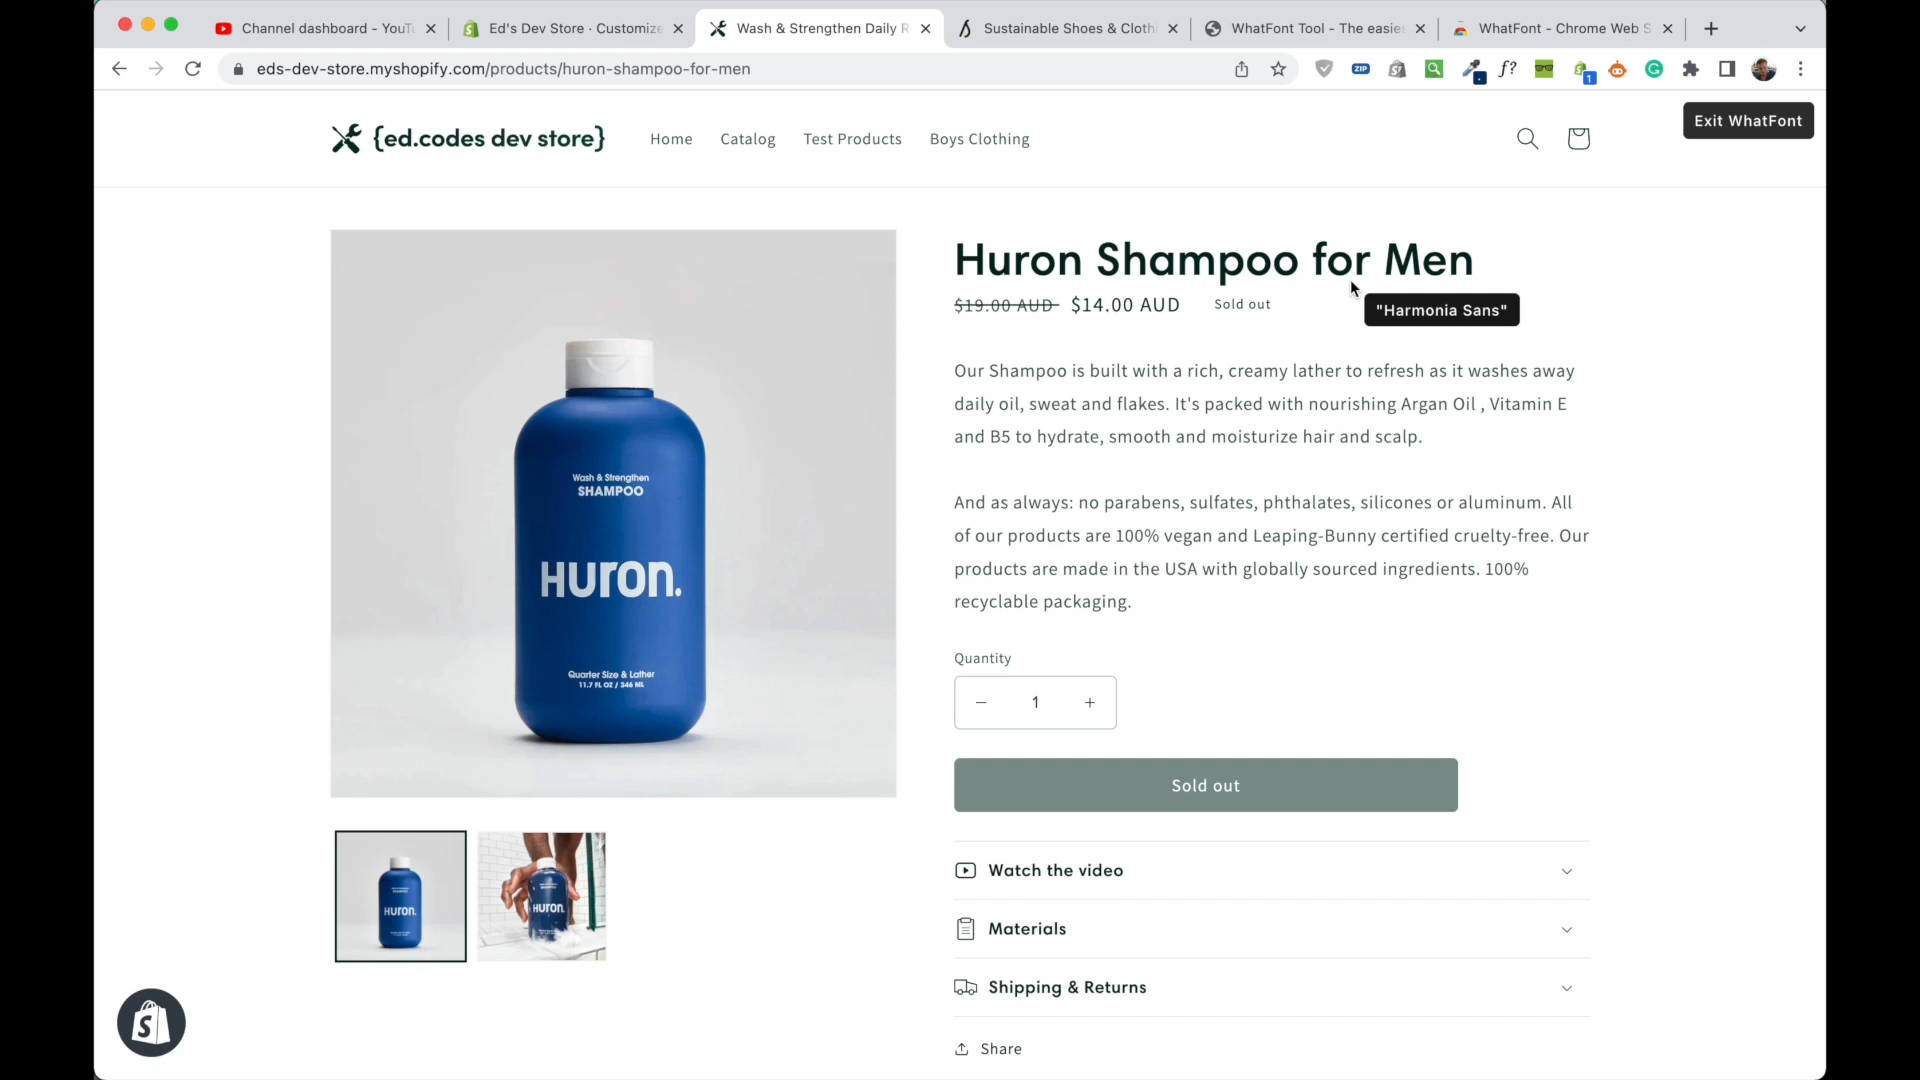 Channel dashboard - YouTu
Ed's Dev Store · Customize
Wash & Strengthen Daily R
Sustainable Shoes & Clothi
WhatFont Tool - The easies
WhatFont - Chrome Web S
eds-dev-store.myshopify.com/products/huron-shampoo-for-men
ZIP
f?
1
Exit WhatFont
{ed.codes dev store}
Home
Catalog
Test Products
Boys Clothing
Huron Shampoo for Men
$19.00 AUD $14.00 AUD Sold out
"Harmonia Sans"
Our Shampoo is built with a rich, creamy lather to refresh as it washes away
daily oil, sweat and flakes. It's packed with nourishing Argan Oil , Vitamin E
and B5 to hydrate, smooth and moisturize hair and scalp.
And as always: no parabens, sulfates, phthalates, silicones or aluminum. All
of our products are 100% vegan and Leaping-Bunny certified cruelty-free. Our
products are made in the USA with globally sourced ingredients. 100%
recyclable packaging.
Quantity
− 1 +
Sold out
Watch the video
Materials
Shipping & Returns
Share
Wash & Strengthen
SHAMPOO
HURON.
Quarter Size & Lather
11.7 FL OZ / 346 ML
HURON.
HURON.